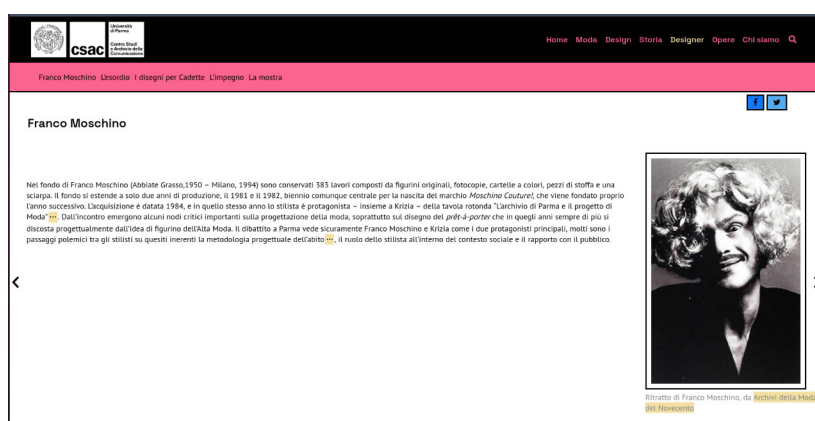 Università
di Parma
csac
Centro Studi
e Archivio della
Comunicazione
Home Moda Design Storia Designer Opere Chi siamo
Franco Moschino L'esordio I disegni per Cadette L'impegno La mostra
Franco Moschino
Nel fondo di Franco Moschino (Abbiate Grasso,1950 – Milano, 1994) sono conservati 383 lavori composti da figurini originali, fotocopie, cartelle a colori, pezzi di stoffa e una
sciarpa. Il fondo si estende a solo due anni di produzione, il 1981 e il 1982, biennio comunque centrale per la nascita del marchio Moschino Couture!, che viene fondato proprio
l'anno successivo. L'acquisizione è datata 1984, e in quello stesso anno lo stilista è protagonista – insieme a Krizia – della tavola rotonda "L'archivio di Parma e il progetto di
Moda" ••• . Dall'incontro emergono alcuni nodi critici importanti sulla progettazione della moda, soprattutto sul disegno del prêt-à-porter che in quegli anni sempre di più si
discosta progettualmente dall'idea di figurino dell'Alta Moda. Il dibattito a Parma vede sicuramente Franco Moschino e Krizia come i due protagonisti principali, molti sono i
passaggi polemici tra gli stilisti su quesiti inerenti la metodologia progettuale dell'abito ••• , il ruolo dello stilista all'interno del contesto sociale e il rapporto con il pubblico.
Ritratto di Franco Moschino, da Archivi della Moda
del Novecento